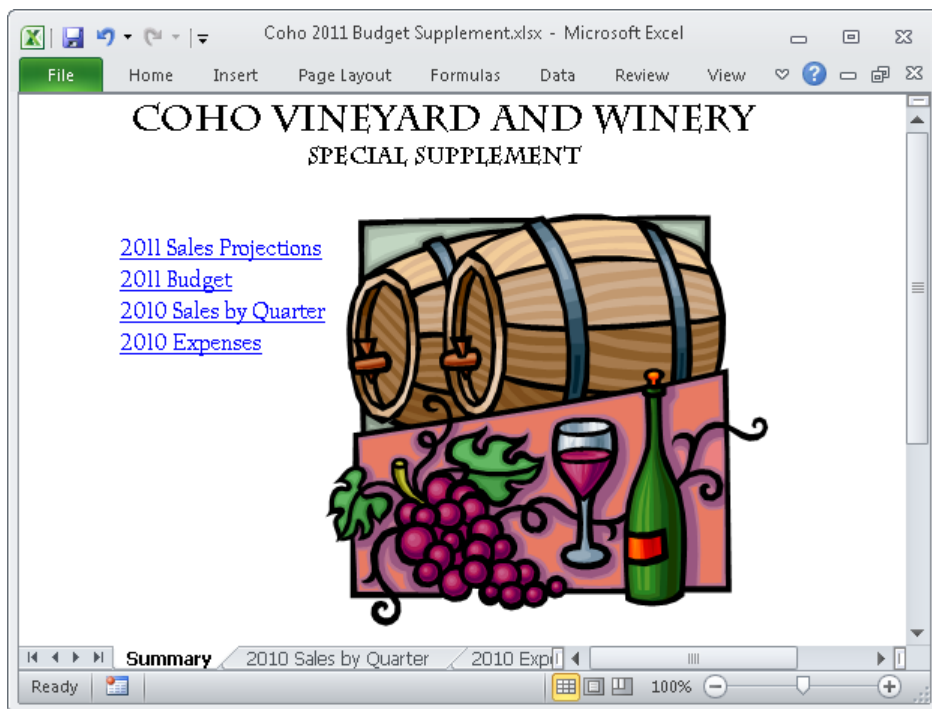 Coho 2011 Budget Supplement.xlsx - Microsoft Excel
File Home Insert Page Layout Formulas Data Review View
COHO VINEYARD AND WINERY
SPECIAL SUPPLEMENT
2011 Sales Projections
2011 Budget
2010 Sales by Quarter
2010 Expenses
Summary 2010 Sales by Quarter 2010 Exp
Ready 100%